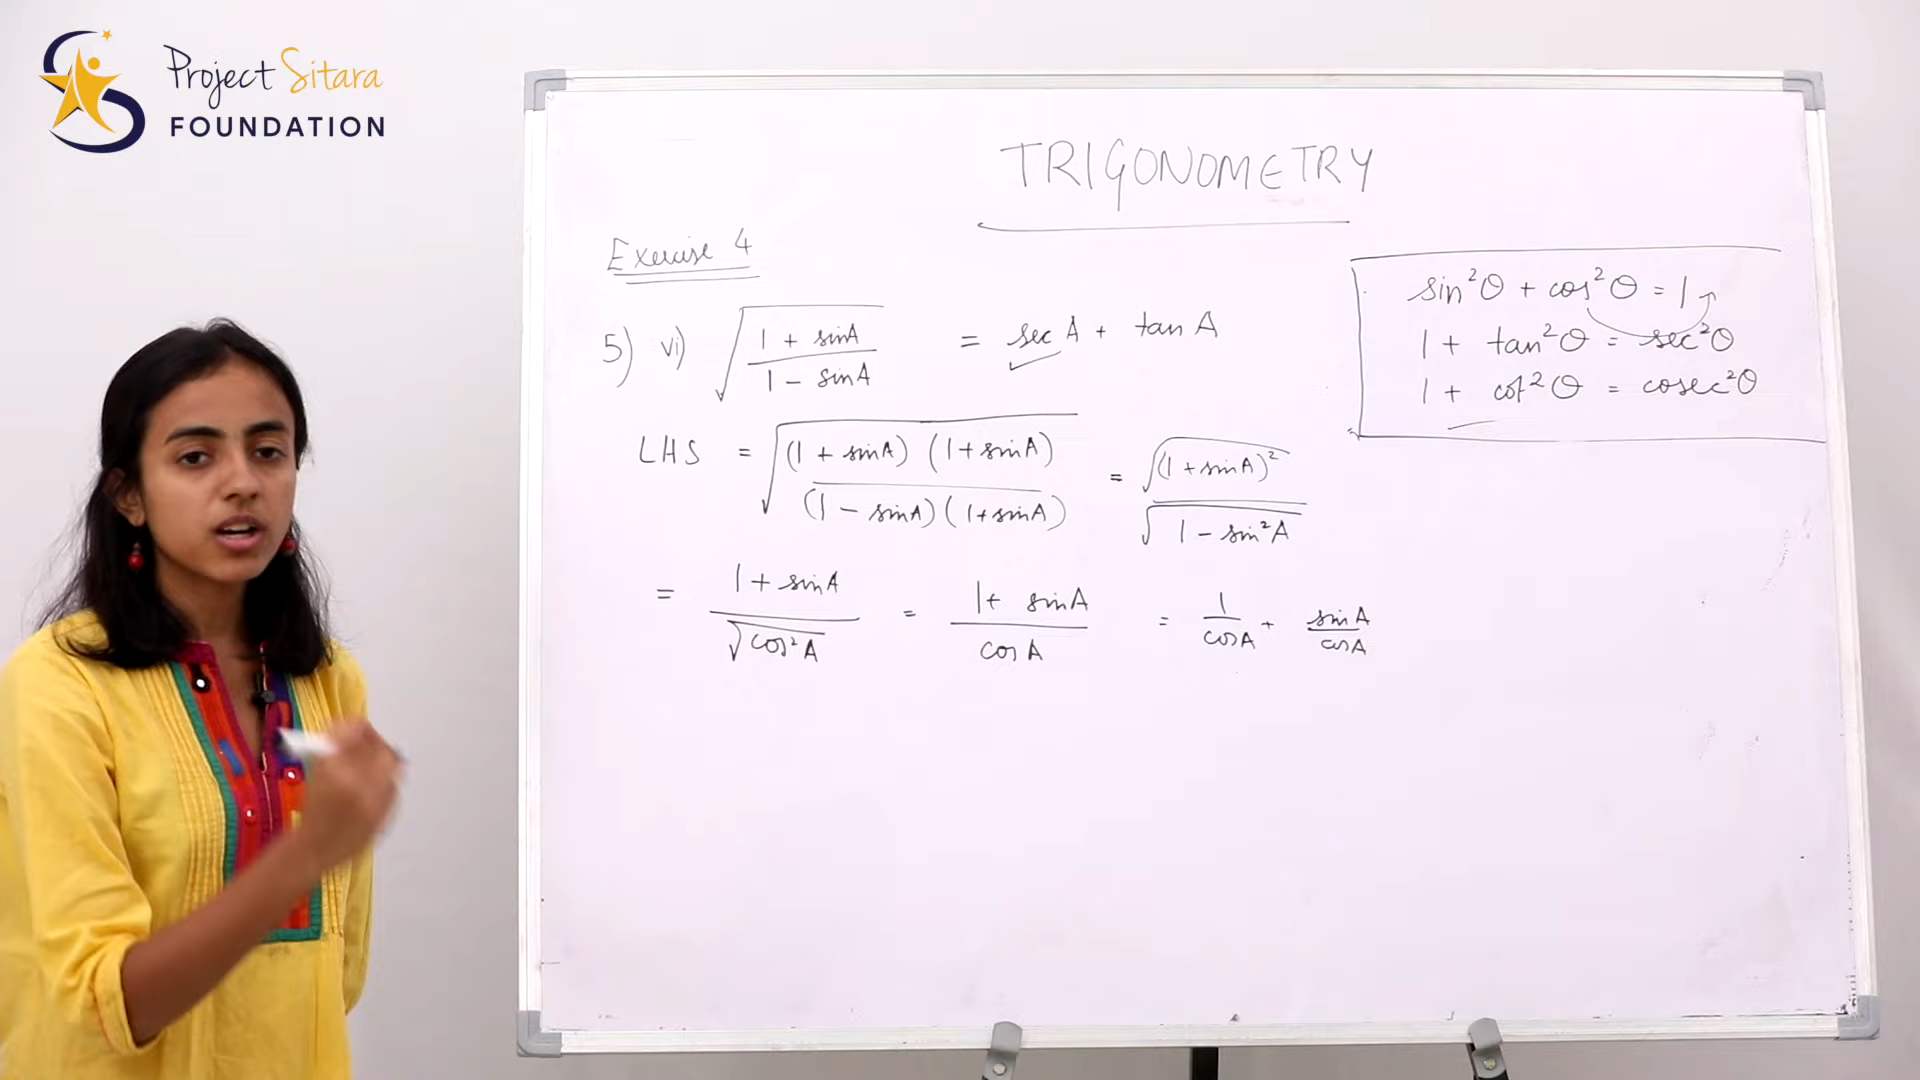 Project Sitara
FOUNDATION
TRIGONOMETRY
Exercise 4
sin²θ + cos²θ = 1
1 + tan²θ = sec²θ
1 + cot²θ = cosec²θ
5) vi) √((1 + sinA)/(1 - sinA)) = sec A + tan A
LHS = √((1 + sinA) (1 + sinA)/(1 - sinA) (1 + sinA)) = √(1 + sinA)²/√(1 - sin²A)
= (1 + sinA)/√(cos²A) = (1 + sinA)/cosA = 1/cosA + sinA/cosA